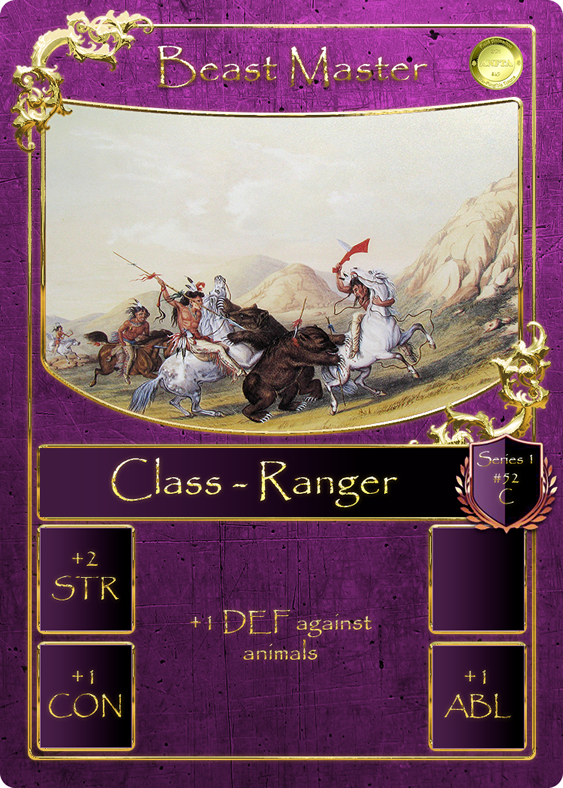 Beast Master
Class - Ranger
Series 1
#52
C
+2
STR
+1 DEF against
animals
+1
CON
+1
ABL